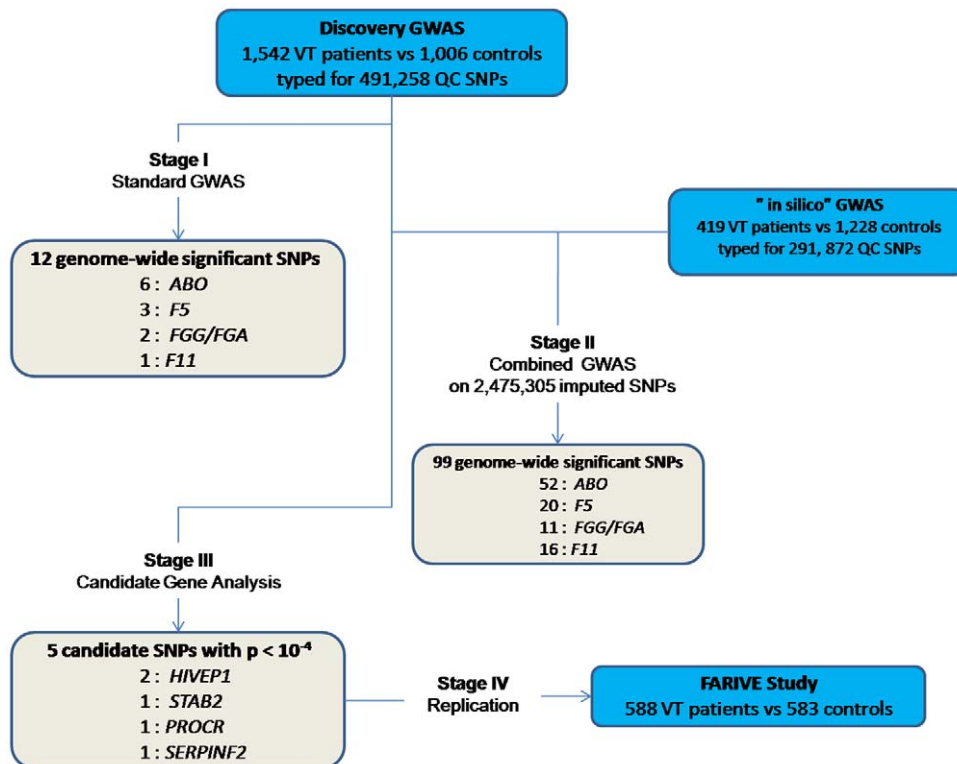 Discovery GWAS
1,542 VT patients vs 1,006 controls
typed for 491,258 QC SNPs
Stage I
Standard GWAS
" in silico" GWAS
419 VT patients vs 1,228 controls
typed for 291, 872 QC SNPs
12 genome-wide significant SNPs
6 : ABO
3 : F5
2 : FGG/FGA
1 : F11
Stage II
Combined GWAS
on 2,475,305 imputed SNPs
99 genome-wide significant SNPs
52 : ABO
20 : F5
11 : FGG/FGA
16 : F11
Stage III
Candidate Gene Analysis
5 candidate SNPs with p < 10⁻⁴
2 : HIVEP1
1 : STAB2
1 : PROCR
1 : SERPINF2
Stage IV
Replication
FARIVE Study
588 VT patients vs 583 controls